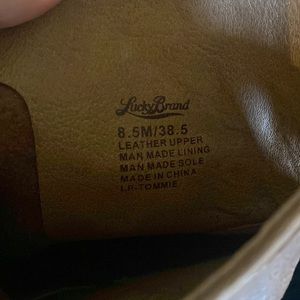 Lucky Brand
8.5M/38.5
LEATHER UPPER
MAN MADE LINING
MAN MADE SOLE
MADE IN CHINA
LP-TOMMIE